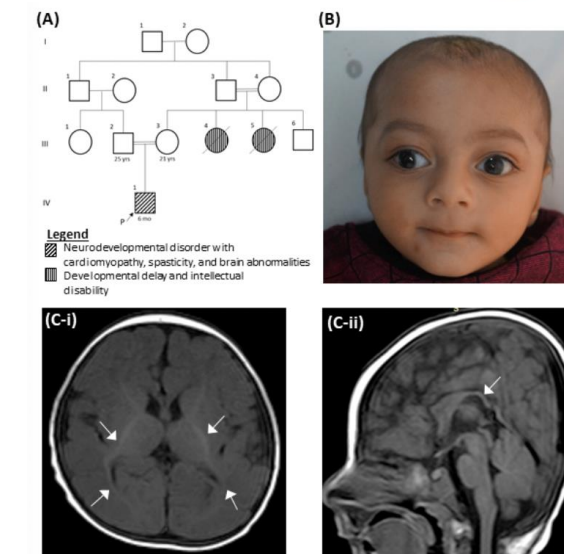 (A)
(B)
1 2
I
1 2 3 4
II
1 2 3 4 5 6
III
25 yrs 23 yrs
1
IV
P 6 mo
Legend
Neurodevelopmental disorder with
cardiomyopathy, spasticity, and brain abnormalities
Developmental delay and intellectual
disability
(C-i)
(C-ii)